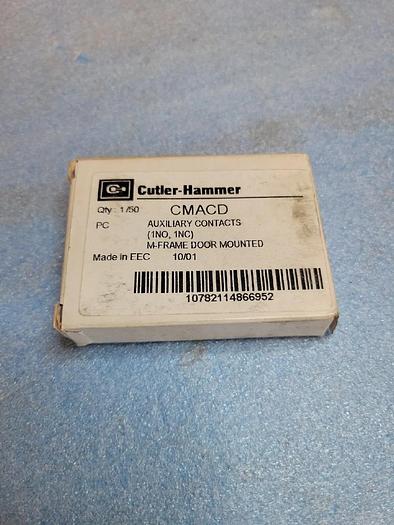 Cutler-Hammer
Qty: 1/50 CMACD
PC AUXILIARY CONTACTS
(1NO, 1NC)
M-FRAME DOOR MOUNTED
Made in EEC 10/01
10782114866952